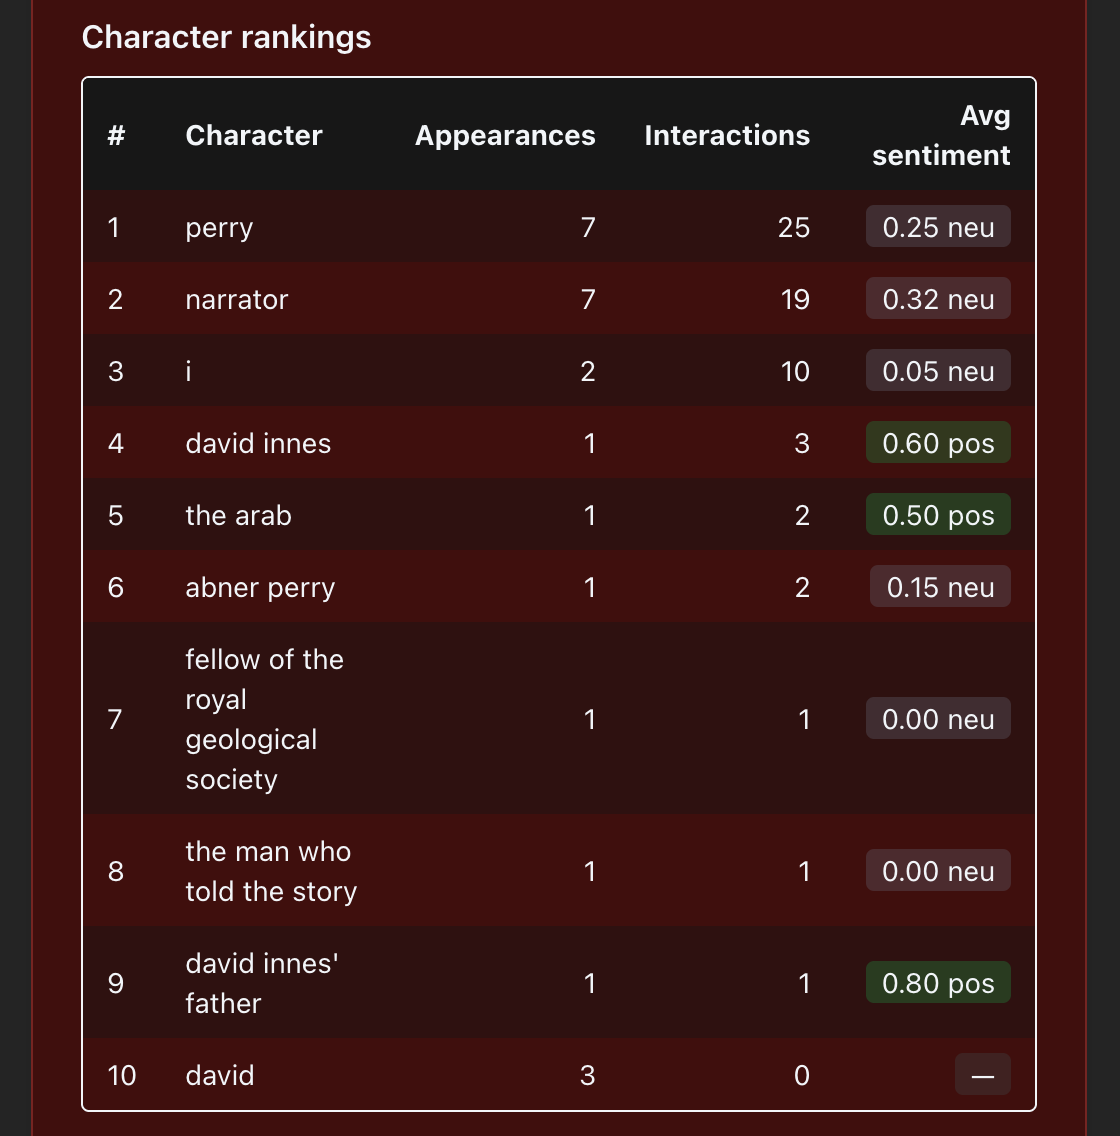 Character rankings
# Character Appearances Interactions Avg sentiment
1 perry 7 25 0.25 neu
2 narrator 7 19 0.32 neu
3 i 2 10 0.05 neu
4 david innes 1 3 0.60 pos
5 the arab 1 2 0.50 pos
6 abner perry 1 2 0.15 neu
7 fellow of the royal geological society 1 1 0.00 neu
8 the man who told the story 1 1 0.00 neu
9 david innes' father 1 1 0.80 pos
10 david 3 0 —